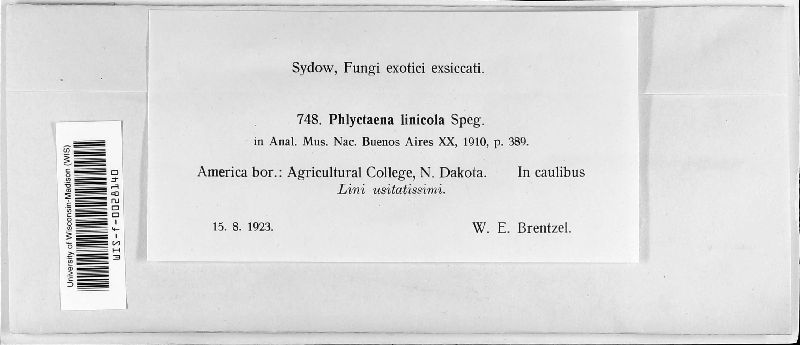 Sydow, Fungi exotici exsiccati.
748. Phlyctaena linicola Speg.
in Anal. Mus. Nac. Buenos Aires XX, 1910, p. 389.
America bor.: Agricultural College, N. Dakota. In caulibus
Lini usitatissimi.
15. 8. 1923. W. E. Brentzel.
University of Wisconsin-Madison (WIS)
WIS-f-0028140